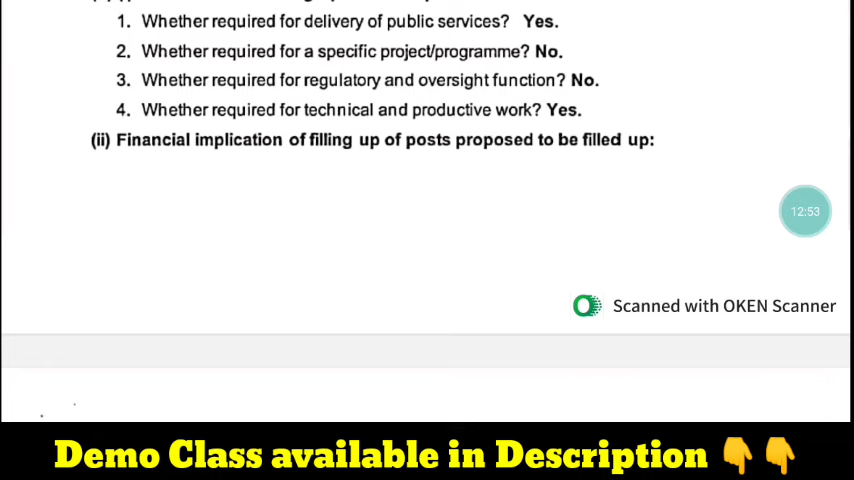 1. Whether required for delivery of public services? Yes.
2. Whether required for a specific project/programme? No.
3. Whether required for regulatory and oversight function? No.
4. Whether required for technical and productive work? Yes.
(ii) Financial implication of filling up of posts proposed to be filled up:
12:53
Scanned with OKEN Scanner
Demo Class available in Description 👇👇